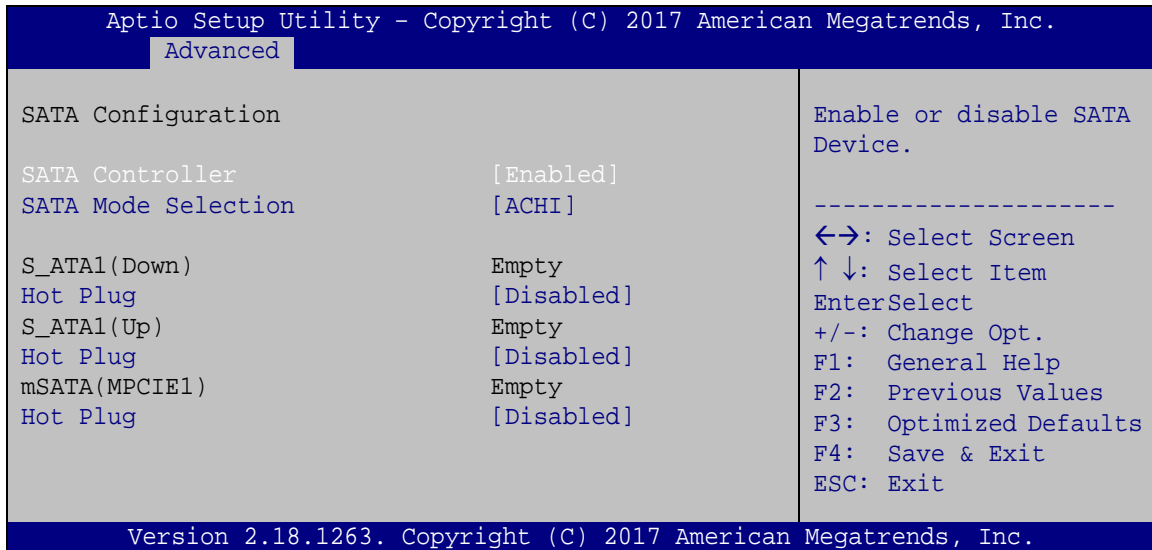 Aptio Setup Utility – Copyright (C) 2017 American Megatrends, Inc.
Advanced
SATA Configuration
SATA Controller [Enabled]
SATA Mode Selection [ACHI]
S_ATA1(Down) Empty
Hot Plug [Disabled]
S_ATA1(Up) Empty
Hot Plug [Disabled]
mSATA(MPCIE1) Empty
Hot Plug [Disabled]
Enable or disable SATA
Device.
---------------------
←→: Select Screen
↑ ↓: Select Item
EnterSelect
+/-: Change Opt.
F1: General Help
F2: Previous Values
F3: Optimized Defaults
F4: Save & Exit
ESC: Exit
Version 2.18.1263. Copyright (C) 2017 American Megatrends, Inc.